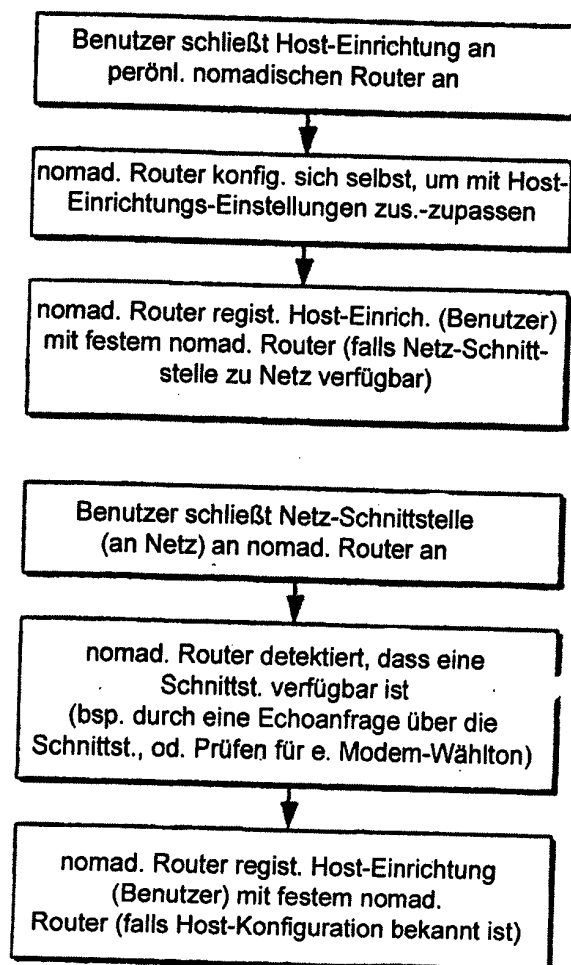 Benutzer schließt Host-Einrichtung an
perönl. nomadischen Router an
nomad. Router konfig. sich selbst, um mit Host-
Einrichtungs-Einstellungen zus.-zupassen
nomad. Router regist. Host-Einrich. (Benutzer)
mit festem nomad. Router (falls Netz-Schnitt-
stelle zu Netz verfügbar)
Benutzer schließt Netz-Schnittstelle
(an Netz) an nomad. Router an
nomad. Router detektiert, dass eine
Schnittst. verfügbar ist
(bsp. durch eine Echoanfrage über die
Schnittst., od. Prüfen für e. Modem-Wählton)
nomad. Router regist. Host-Einrichtung
(Benutzer) mit festem nomad.
Router (falls Host-Konfiguration bekannt ist)